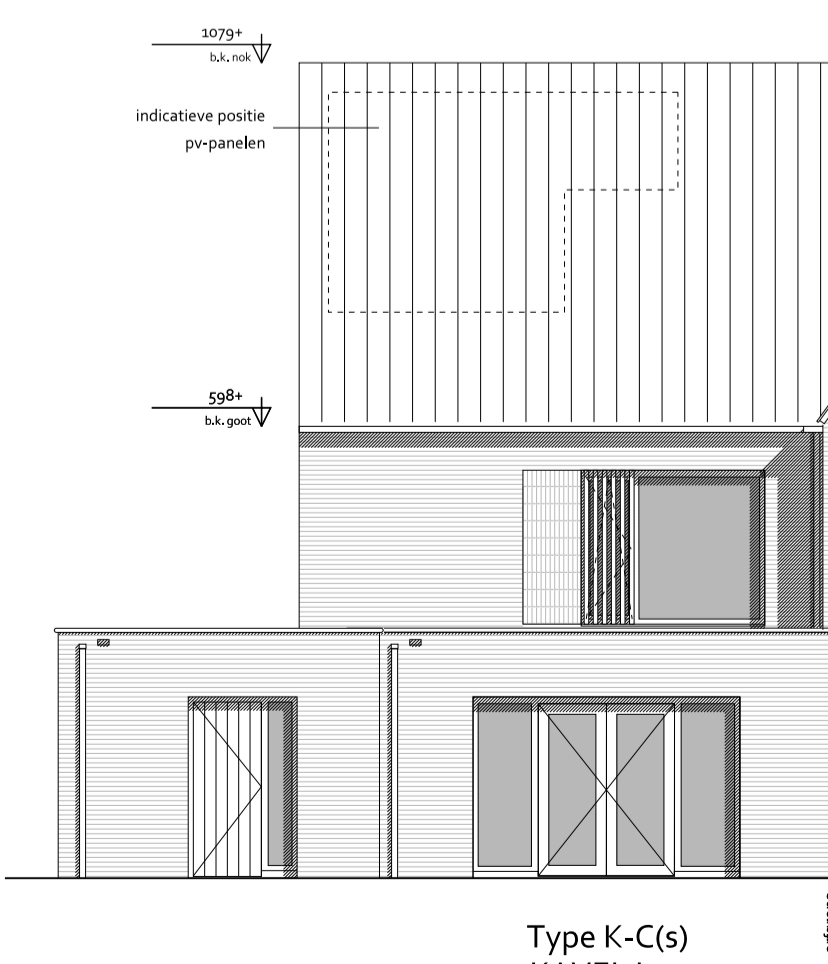 1079+
b.k. nok
indicatieve positie
pv-panelen
598+
b.k. goot
Type K-C(s)